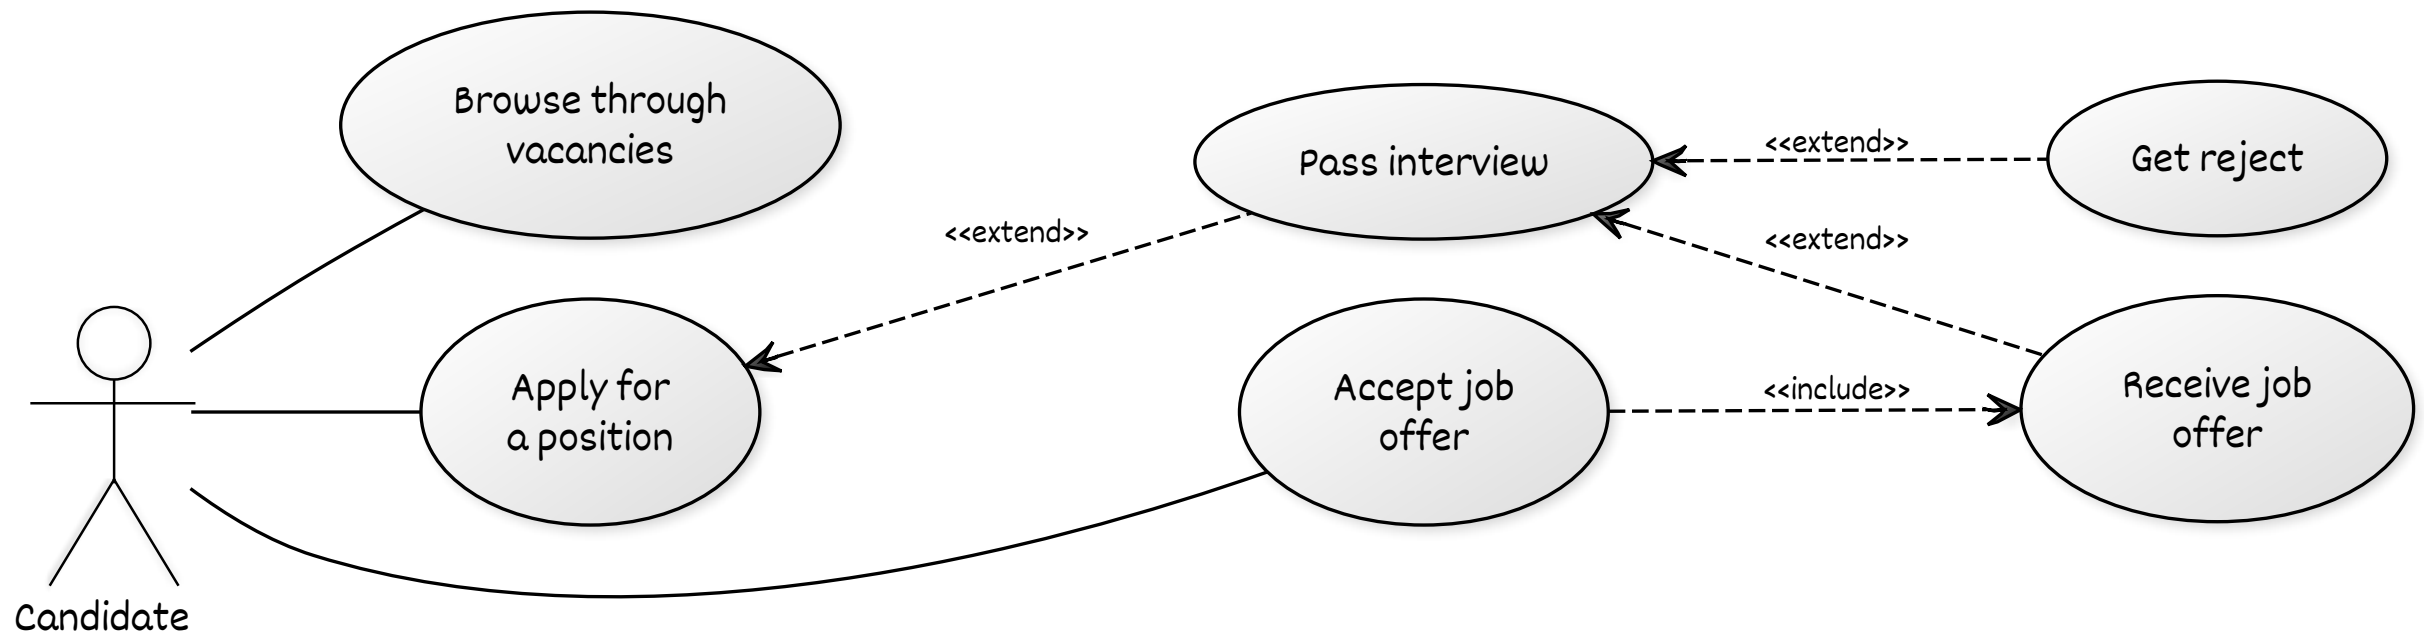 Browse through
vacancies
Pass interview
<<extend>>
Get reject
<<extend>>
<<extend>>
Apply for
a position
Accept job
offer
<<include>>
Receive job
offer
Candidate